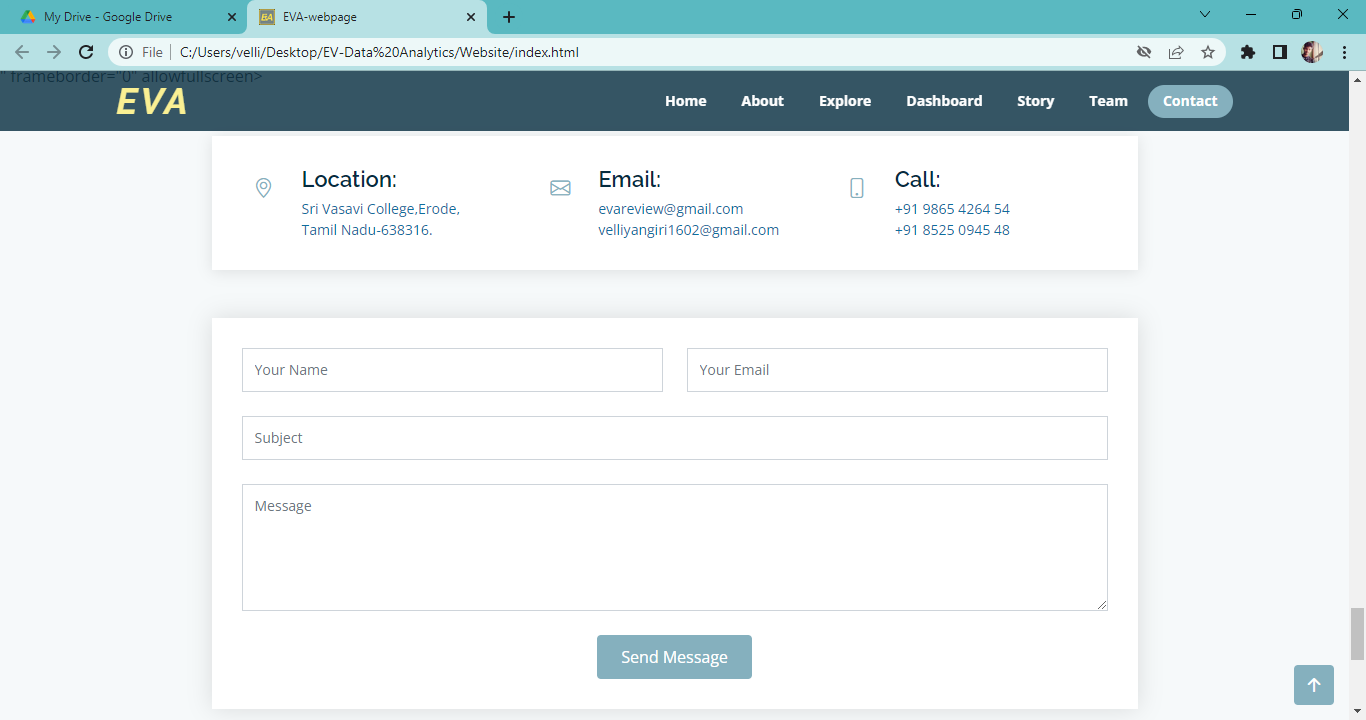 My Drive - Google Drive
EVA-webpage
File
C:/Users/velli/Desktop/EV-Data%20Analytics/Website/index.html
" frameborder="0" allowfullscreen>
EVA
Home
About
Explore
Dashboard
Story
Team
Contact
Location:
Sri Vasavi College,Erode,
Tamil Nadu-638316.
Email:
evareview@gmail.com
velliyangiri1602@gmail.com
Call:
+91 9865 4264 54
+91 8525 0945 48
Your Name
Your Email
Subject
Message
Send Message